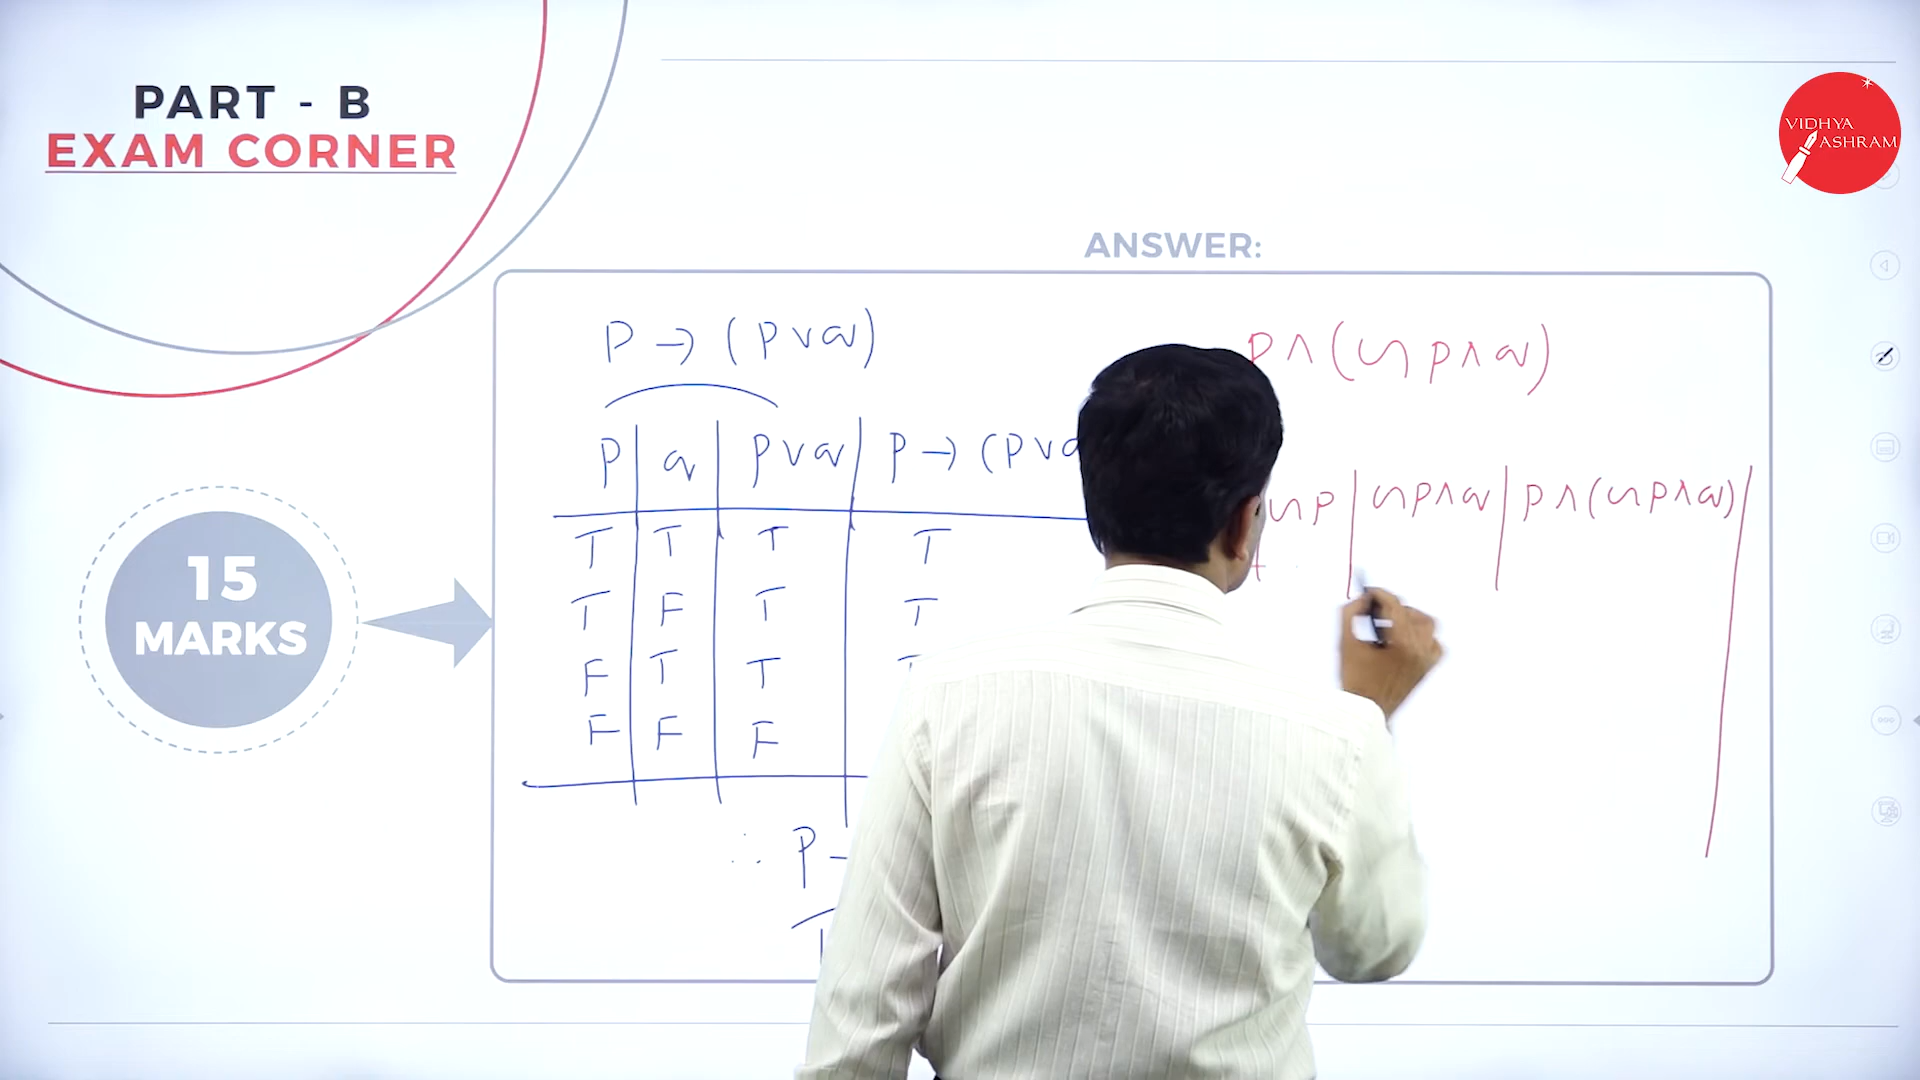 PART - B
EXAM CORNER
VIDHYA
ASHRAM
ANSWER:
15
MARKS
P → (P ∨ q)
P q P ∨ q P → (P ∨
T T T T
T F T T
F T T T
F F F
∴ P -
P ∧ (∽ P ∧ q)
∽P ∽P ∧ q P ∧ (∽P ∧ q)